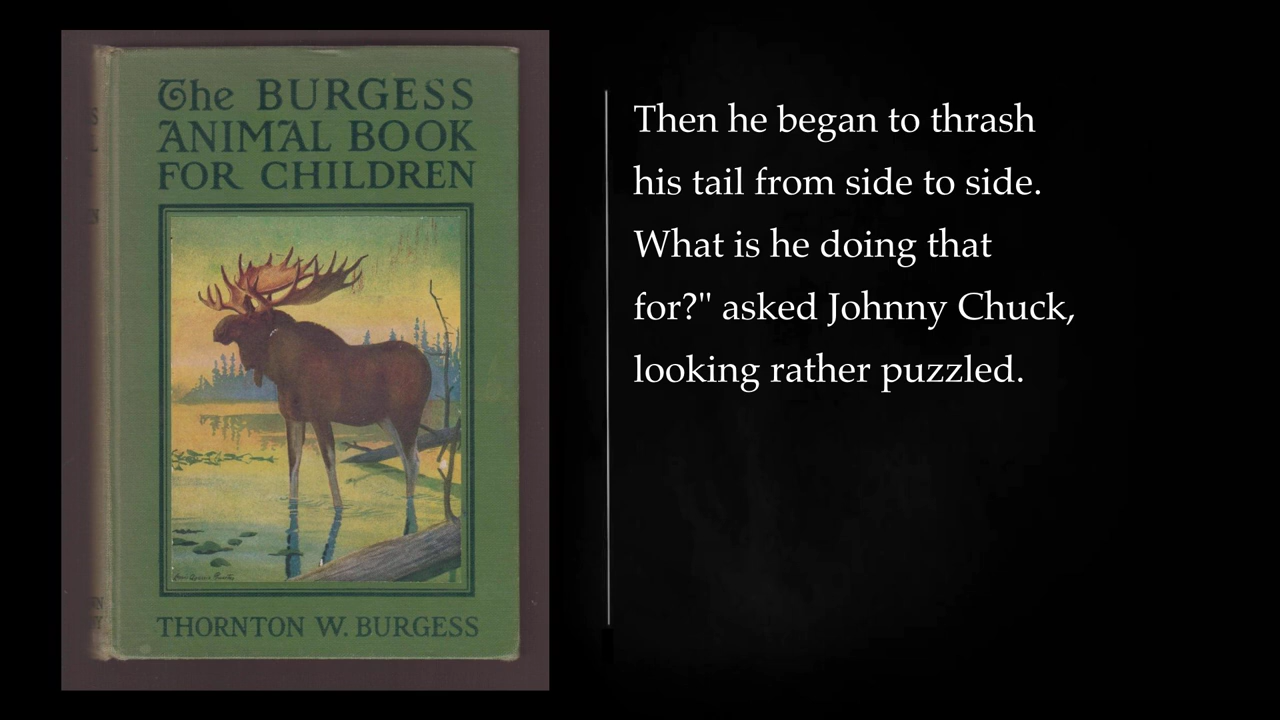 The BURGESS
ANIMAL BOOK
FOR CHILDREN
THORNTON W. BURGESS
Then he began to thrash
his tail from side to side.
What is he doing that
for?" asked Johnny Chuck,
looking rather puzzled.